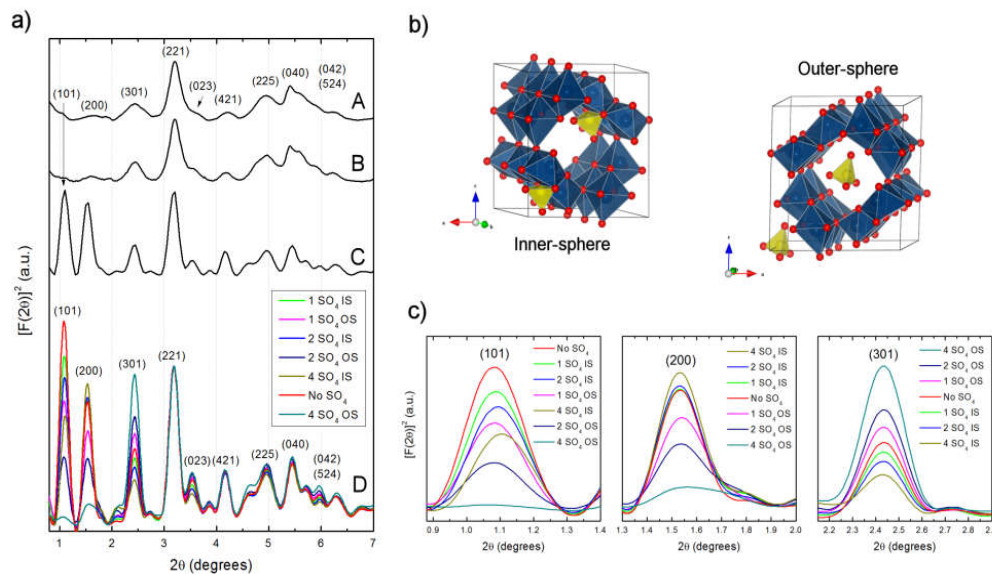 a)
(101)
(200)
(301)
(221)
(023)
(421)
(225)
(040)
(042)
(524)
A
B
C
[F(2θ)]² (a.u.)
1 SO₄ IS
1 SO₄ OS
2 SO₄ IS
2 SO₄ OS
4 SO₄ IS
No SO₄
4 SO₄ OS
(101)
(200)
(301)
(221)
(023)
(421)
(225)
(040)
(042)
(524)
D
1 2 3 4 5 6 7
2θ (degrees)
b)
Inner-sphere
Outer-sphere
c)
[F(2θ)]² (a.u.)
(101)
No SO₄
1 SO₄ IS
2 SO₄ IS
1 SO₄ OS
4 SO₄ IS
2 SO₄ OS
4 SO₄ OS
0.9 1.0 1.1 1.2 1.3 1.4
2θ (degrees)
(200)
4 SO₄ IS
2 SO₄ IS
1 SO₄ IS
No SO₄
1 SO₄ OS
2 SO₄ OS
4 SO₄ OS
1.3 1.4 1.5 1.6 1.7 1.8 1.9 2.0
2θ (degrees)
(301)
4 SO₄ OS
2 SO₄ OS
1 SO₄ OS
No SO₄
1 SO₄ IS
2 SO₄ IS
4 SO₄ IS
2.2 2.3 2.4 2.5 2.6 2.7 2.8 2.9
2θ (degrees)